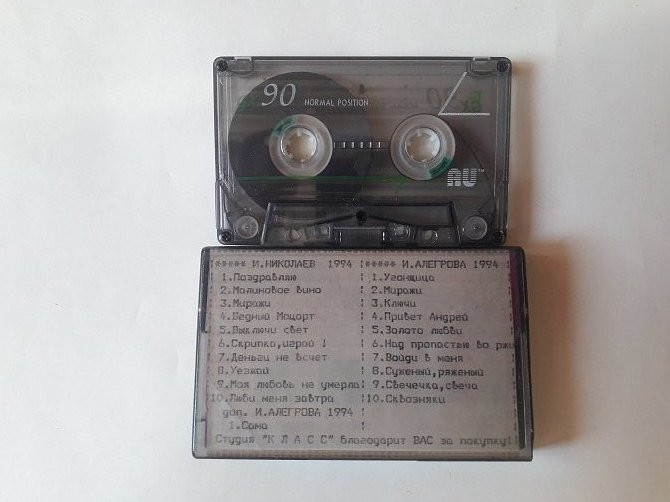 90 NORMAL POSITION
AU™
***** И.НИКОЛАЕВ 1994 ***** И.АЛЕГРОВА 1994
1.Поздравляю 1.Угонщица
2.Малиновое вино 2.Миражи
3.Миражи 3.Ключи
4.Бедный Моцарт 4.Привет Андрей
5.Выключи свет 5.Золото любви
6.Скрипка,играй ! 6.Над пропастью во ржи
7.Деньги не всчет 7.Войди в меня
8.Уезжай 8.Суженый,ряженый
9.Моя любовь не умерла 9.Свечечка,свеча
10.Люби меня завтра 10.Сквозняки
доп. И.АЛЕГРОВА 1994
1.Сама
Студия "К Л А С С" благодарит ВАС за покупку!